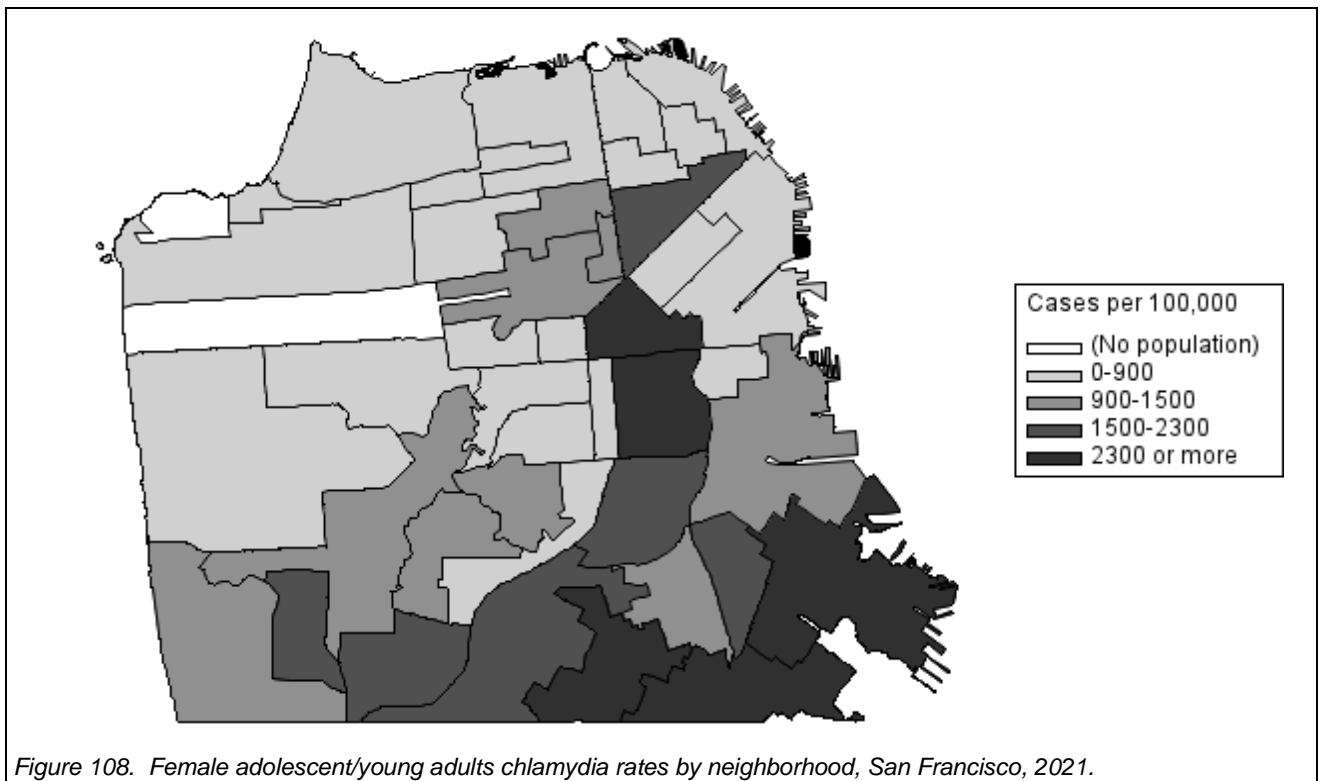 Cases per 100,000
(No population)
0-900
900-1500
1500-2300
2300 or more
Figure 108. Female adolescent/young adults chlamydia rates by neighborhood, San Francisco, 2021.